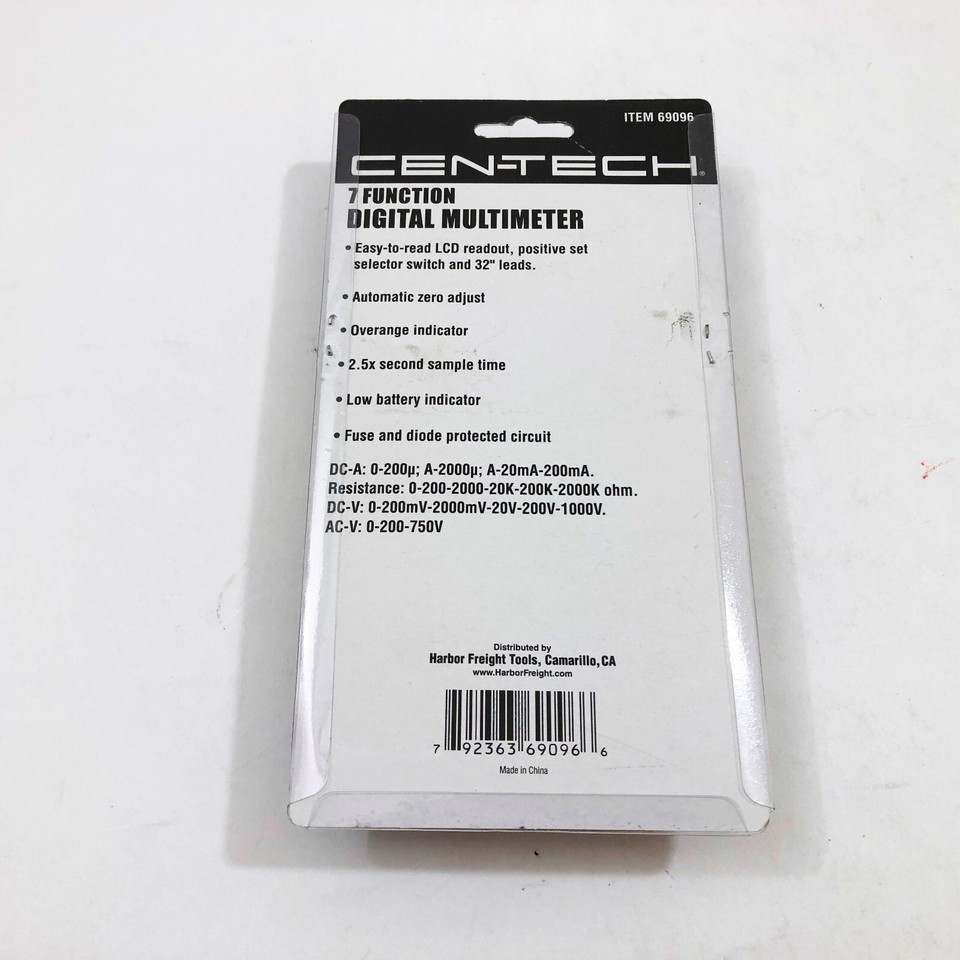 ITEM 69096
CEN-TECH®
7 FUNCTION
DIGITAL MULTIMETER
• Easy-to-read LCD readout, positive set
selector switch and 32" leads.
• Automatic zero adjust
• Overange indicator
• 2.5x second sample time
• Low battery indicator
• Fuse and diode protected circuit
DC-A: 0-200µ; A-2000µ; A-20mA-200mA.
Resistance: 0-200-2000-20K-200K-2000K ohm.
DC-V: 0-200mV-2000mV-20V-200V-1000V.
AC-V: 0-200-750V
Distributed by
Harbor Freight Tools, Camarillo, CA
www.HarborFreight.com
7 92363 69096 6
Made in China